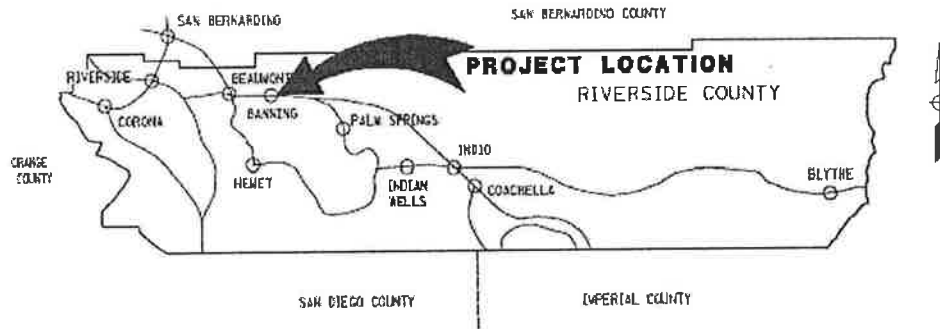 SAN BERNARDINO
SAN BERNARDINO COUNTY
RIVERSIDE
BEAUMONT
PROJECT LOCATION
RIVERSIDE COUNTY
CORONA
BANNING
PALM SPRINGS
ORANGE
COUNTY
HEMET
INDIAN
WELLS
INDIO
COACHELLA
BLYTHE
SAN DIEGO COUNTY
IMPERIAL COUNTY